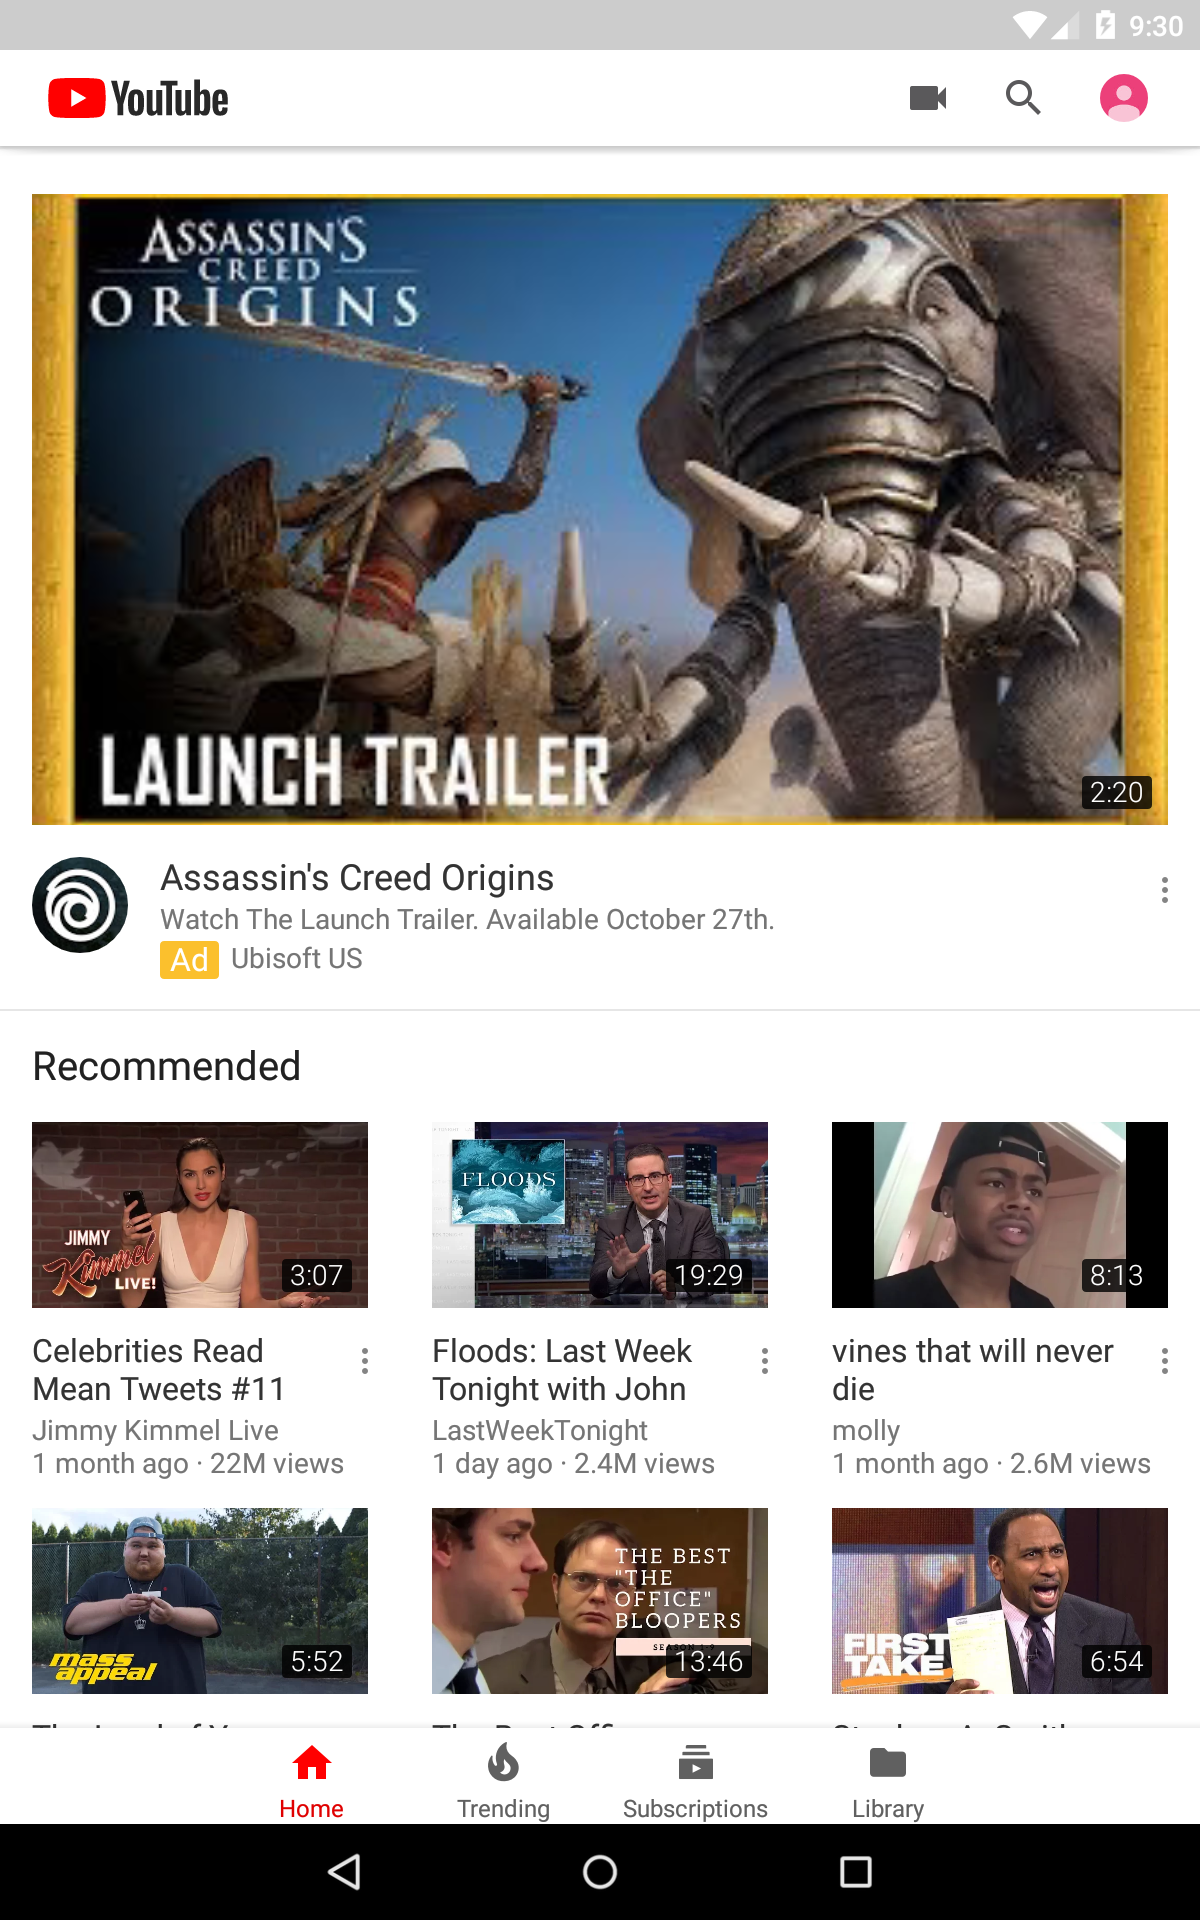 9:30
YouTube
ASSASSIN'S
CREED
ORIGINS
LAUNCH TRAILER
2:20
Assassin's Creed Origins
Watch The Launch Trailer. Available October 27th.
Ad Ubisoft US
Recommended
JIMMY
Kimmel
LIVE!
3:07
FLOODS
19:29
8:13
Celebrities Read
Mean Tweets #11
Jimmy Kimmel Live
1 month ago · 22M views
Floods: Last Week
Tonight with John
LastWeekTonight
1 day ago · 2.4M views
vines that will never
die
molly
1 month ago · 2.6M views
mass
appeal
5:52
THE BEST
"THE
OFFICE"
BLOOPERS
SEASON 1-9
13:46
FIRST
TAKE
6:54
Home
Trending
Subscriptions
Library